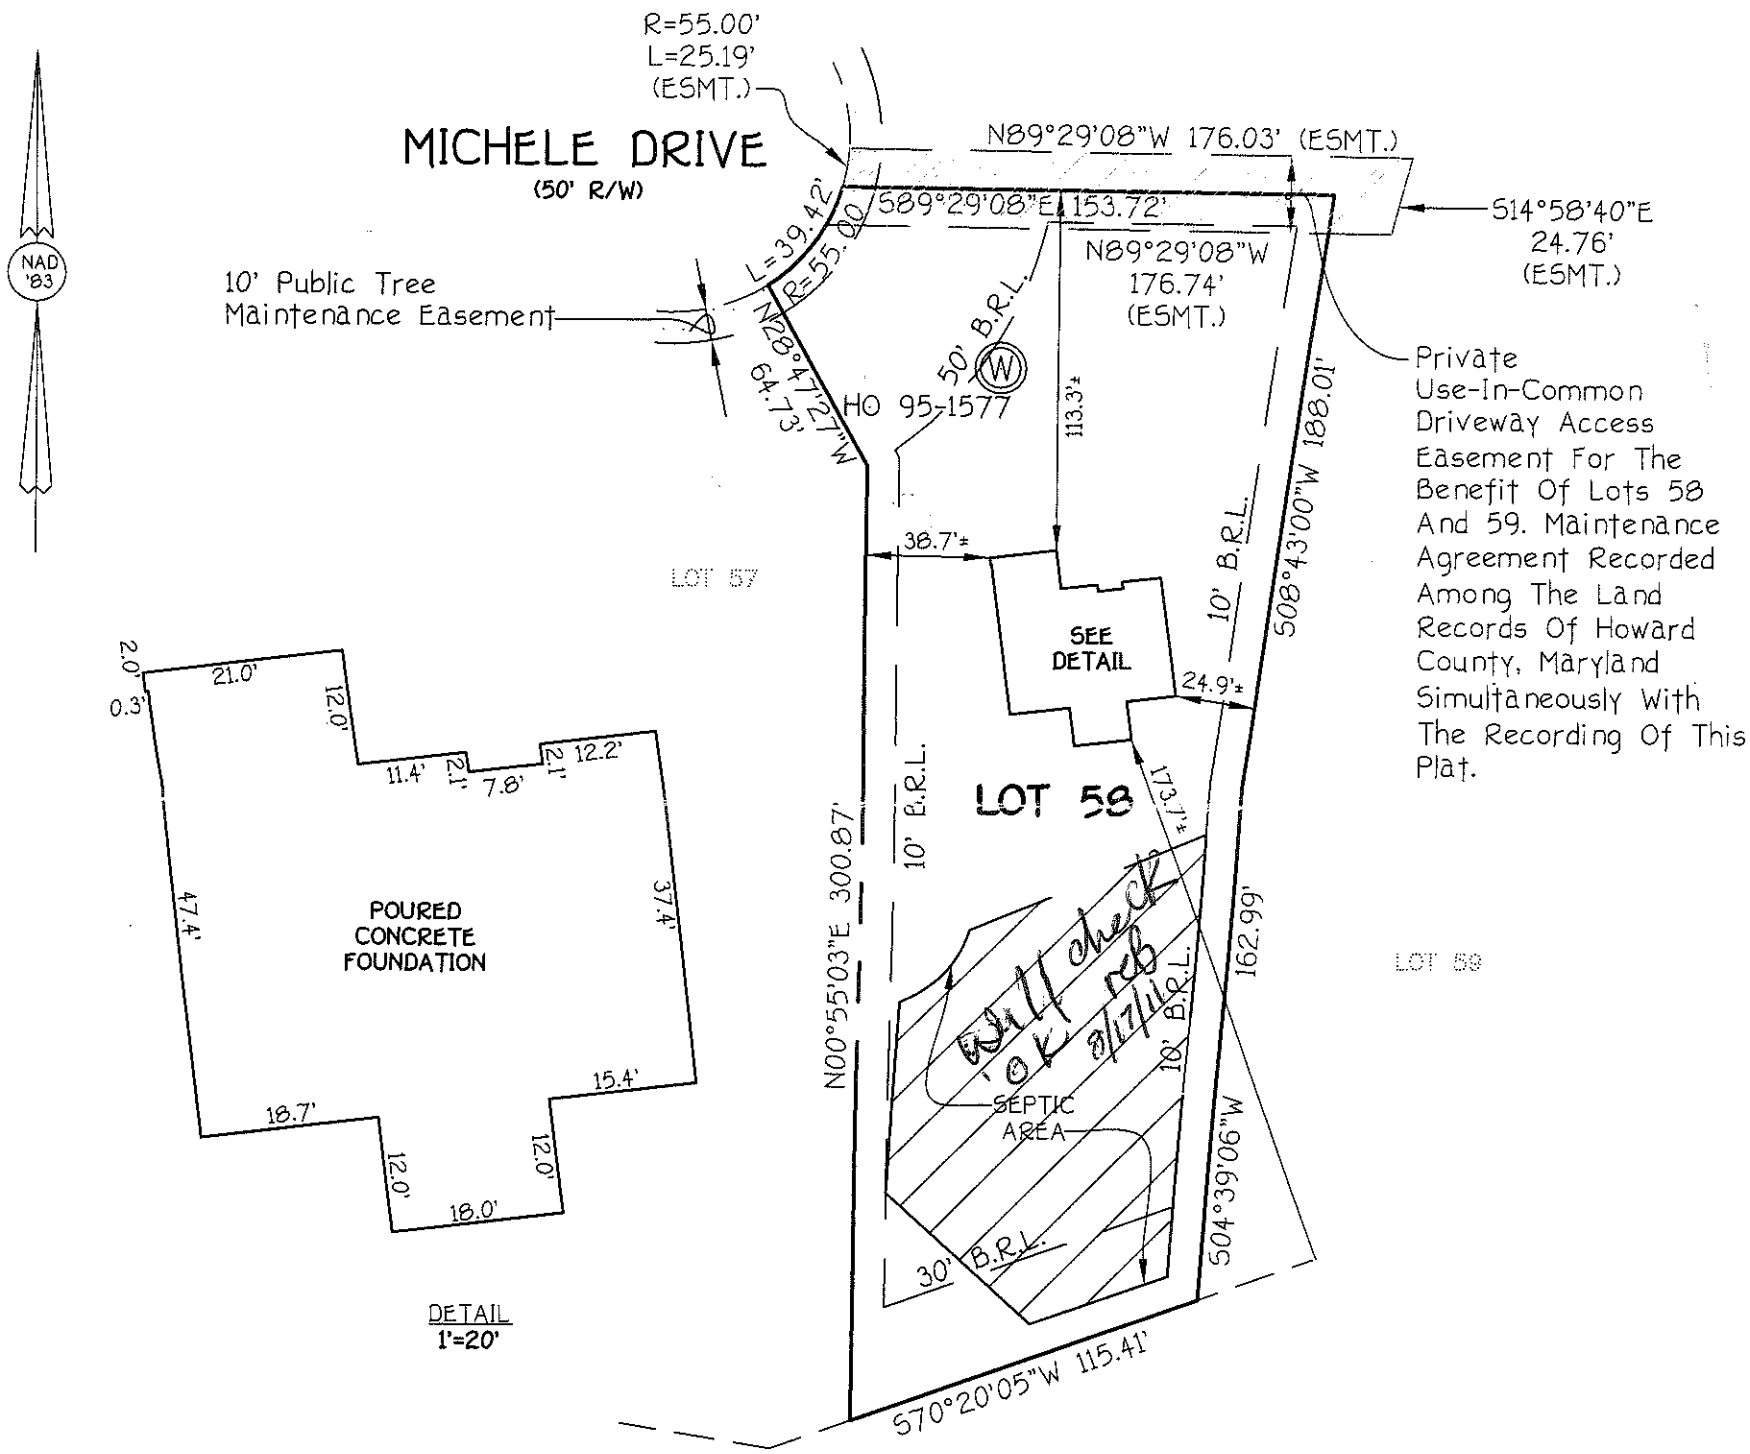 R=55.00'
L=25.19'
(ESMT.)
MICHELE DRIVE
(50' R/W)
N89°29'08"W 176.03' (ESMT.)
S89°29'08"E 153.72'
N89°29'08"W
176.74'
(ESMT.)
S14°58'40"E
24.76'
(ESMT.)
NAD
'83
10' Public Tree
Maintenance Easement
L=39.42'
R=55.00
N28°47'27"W
64.73'
50' B.R.L.
W
HO 95-1577
113.3'±
Private
Use-In-Common
Driveway Access
Easement For The
Benefit Of Lots 58
And 59. Maintenance
Agreement Recorded
Among The Land
Records Of Howard
County, Maryland
Simultaneously With
The Recording Of This
Plat.
S08°43'00"W 188.01'
10' B.R.L.
38.7'±
LOT 57
SEE
DETAIL
24.9'±
2.0'
0.3'
21.0'
12.0'
11.4'
2.1'
7.8'
2.1'
12.2'
47.4'
37.4'
POURED
CONCRETE
FOUNDATION
18.7'
15.4'
12.0'
12.0'
18.0'
DETAIL
1'=20'
LOT 58
173.7'±
10' B.R.L.
N00°55'03"E 300.87'
Wall check
OK rcb
8/17/11
10' B.R.L.
162.99'
S04°39'06"W
LOT 59
SEPTIC
AREA
30' B.R.L.
S70°20'05"W 115.41'